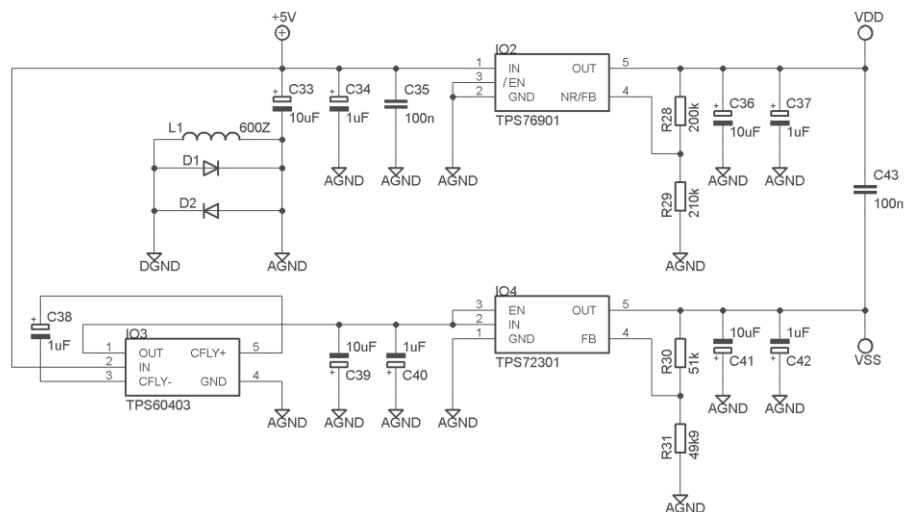 +5V
VDD
IO2
1 IN OUT 5
3 /EN
2 GND NR/FB 4
TPS76901
C33
10uF
C34
1uF
C35
100n
R28
200k
C36
10uF
C37
1uF
L1 600Z
D1
D2
AGND
AGND
AGND
AGND
AGND
R29
210k
C43
100n
DGND
AGND
AGND
C38
1uF
IO3
1 OUT CFLY+ 5
2 IN
3 CFLY- GND 4
TPS60403
10uF
C39
1uF
C40
IO4
3 EN OUT 5
2 IN
1 GND FB 4
TPS72301
R30
51k
10uF
C41
1uF
C42
VSS
AGND
AGND
AGND
AGND
AGND
AGND
R31
49k9
AGND